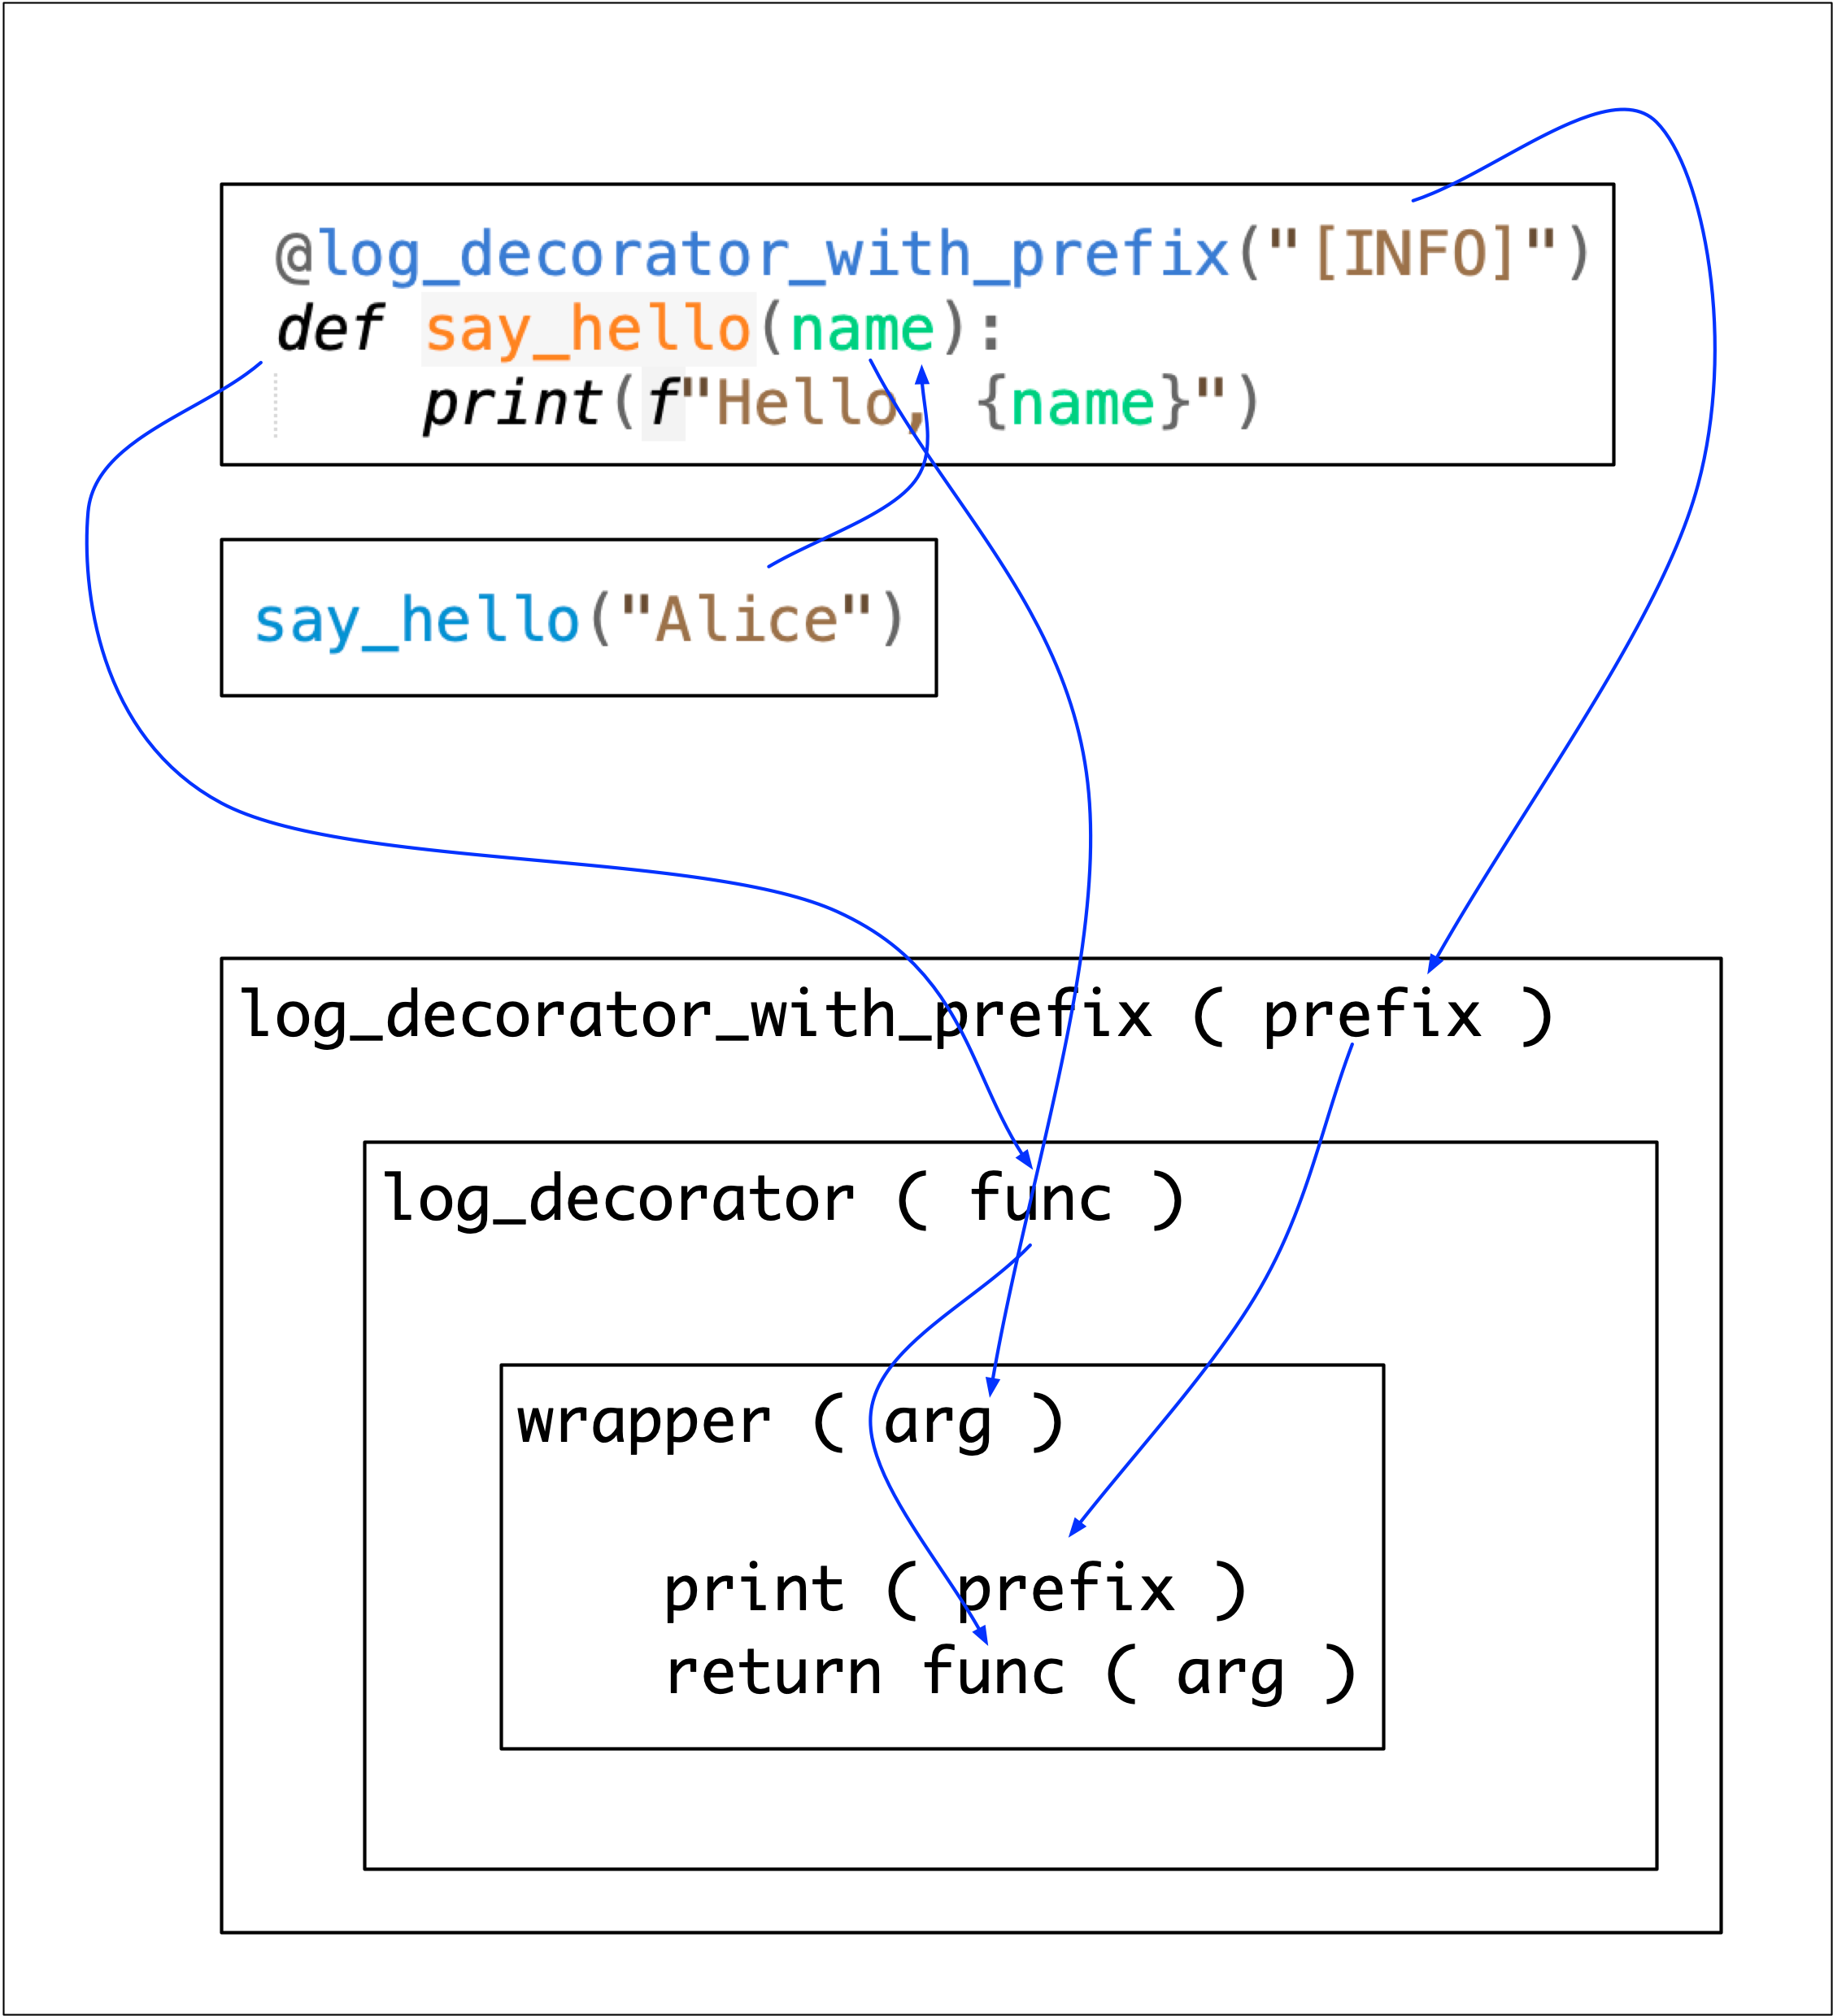 @log_decorator_with_prefix("[INFO]")
def say_hello(name):
print(f"Hello, {name}")
say_hello("Alice")
log_decorator_with_prefix ( prefix )
log_decorator ( func )
wrapper ( arg )
print ( prefix )
return func ( arg )